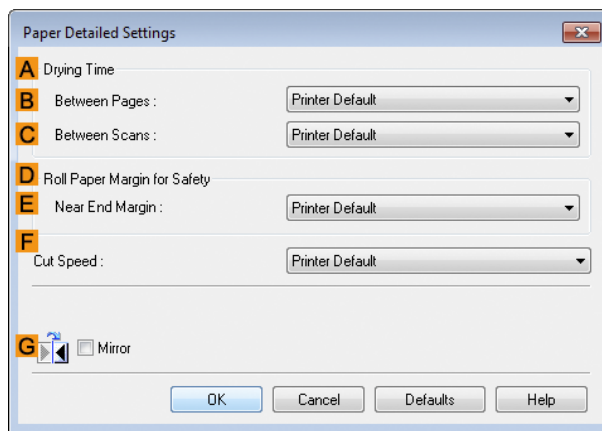 Paper Detailed Settings
A Drying Time
B Between Pages : Printer Default
C Between Scans : Printer Default
D Roll Paper Margin for Safety
E Near End Margin : Printer Default
F
Cut Speed : Printer Default
G Mirror
OK Cancel Defaults Help